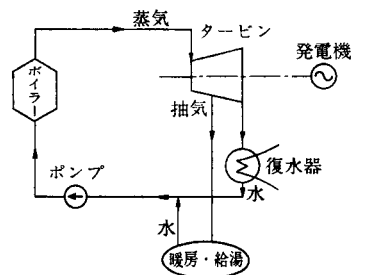 蒸気
タービン
発電機
ボイラー
抽気
ポンプ
復水器
水
水
暖房・給湯